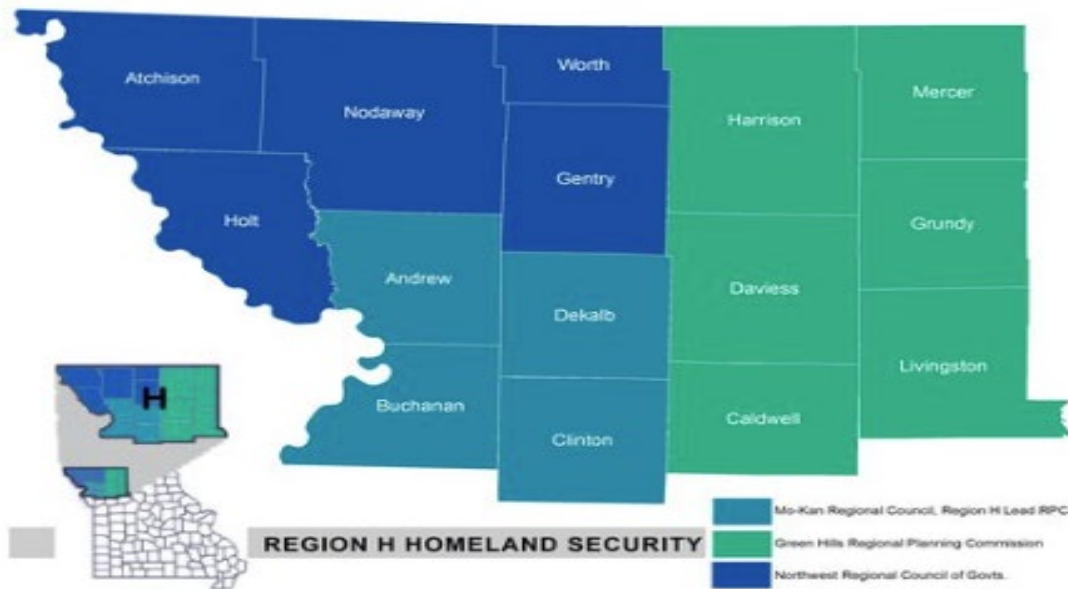 Atchison
Nodaway
Worth
Harrison
Mercer
Gentry
Holt
Grundy
Andrew
Daviess
Dekalb
Livingston
Buchanan
Caldwell
Clinton
H
Mo-Kan Regional Council, Region H Lead RPC
REGION H HOMELAND SECURITY
Green Hills Regional Planning Commission
Northwest Regional Council of Govts.